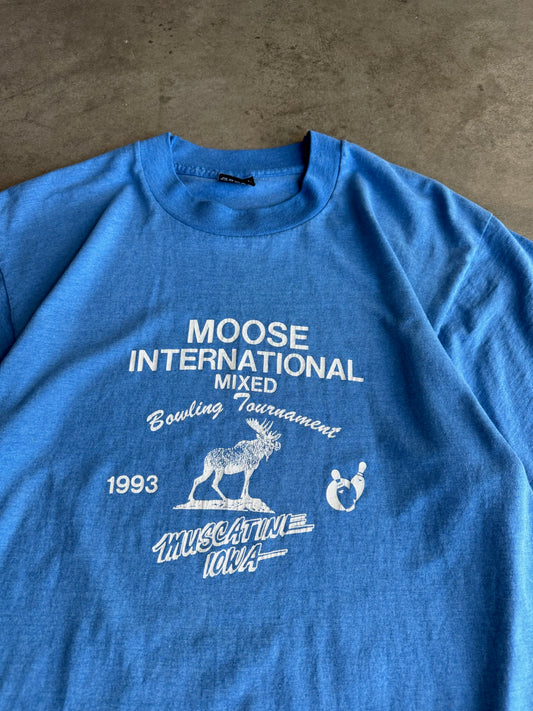 MOOSE
INTERNATIONAL
MIXED
Bowling Tournament
1993
MUSCATINE
IOWA